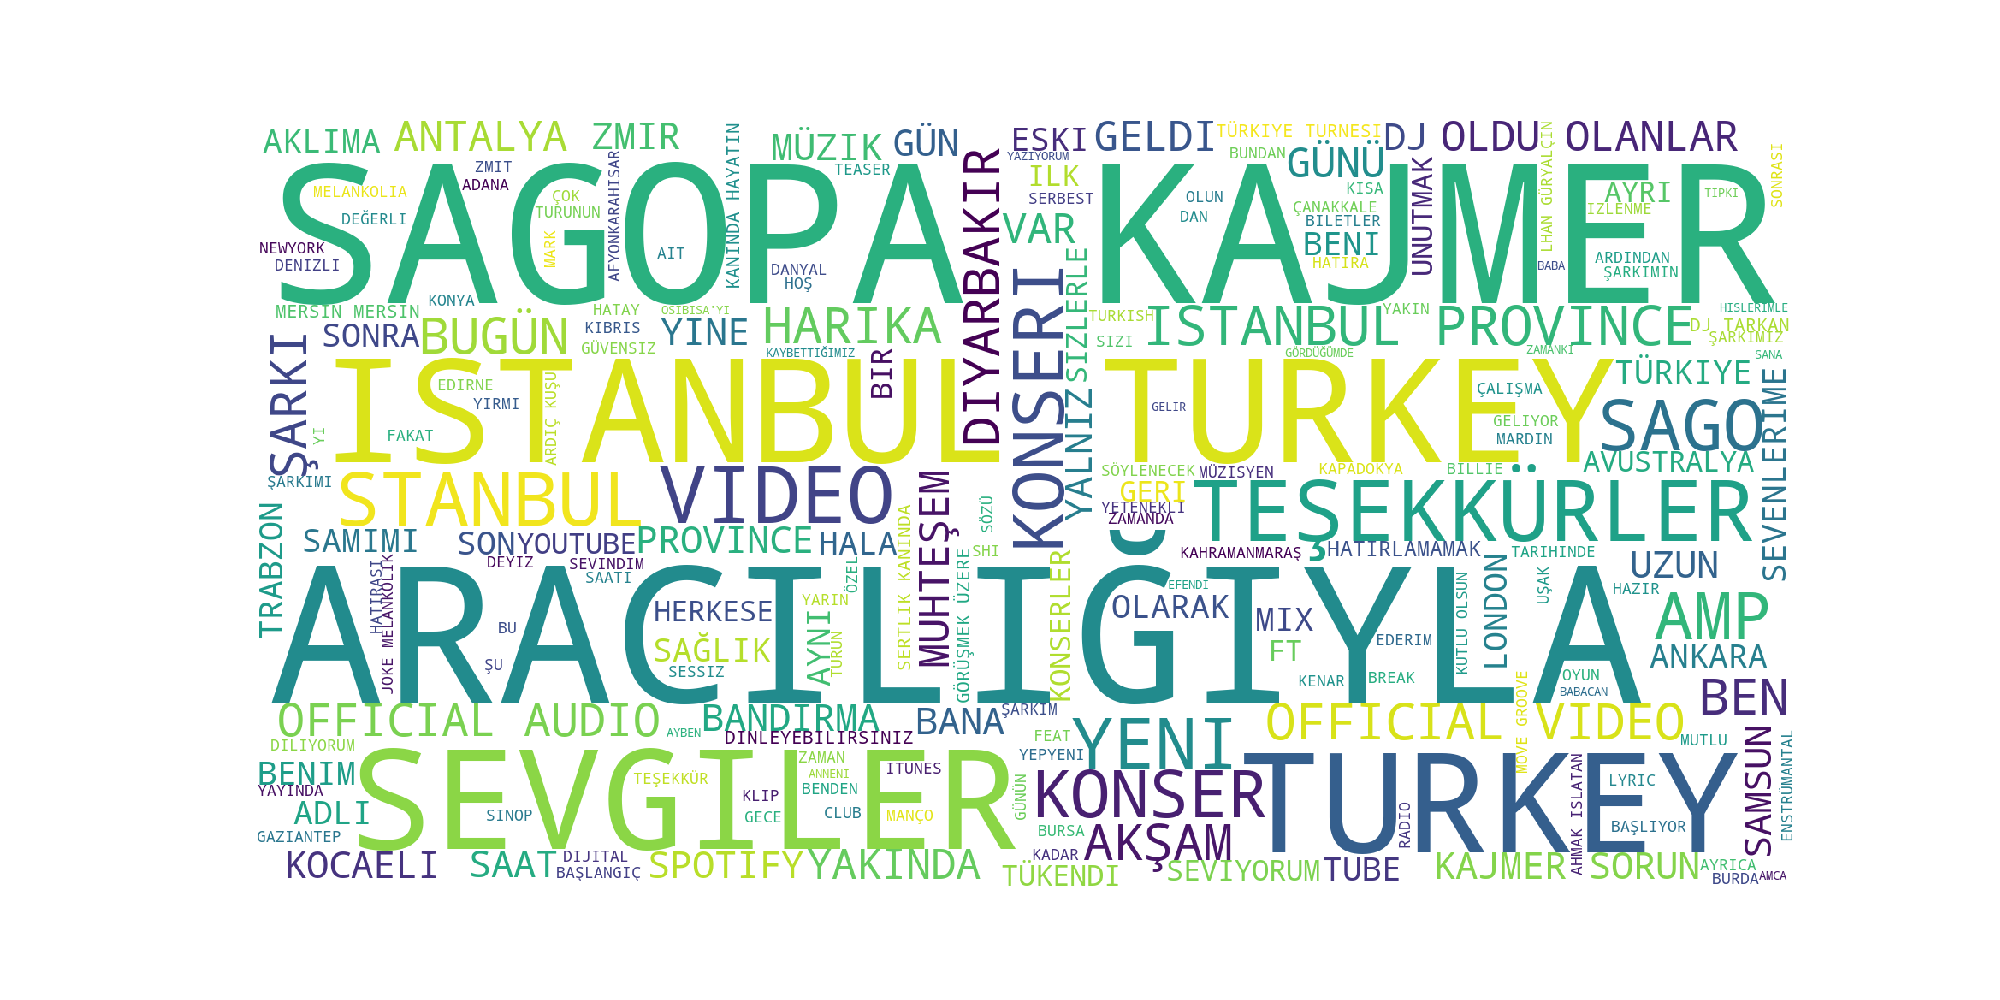 AKLIMA
ANTALYA
ZMIR
MÜZIK
GÜN
ESKI
GELDI
TÜRKIYE TURNESI
DJ
OLDU
OLANLAR
SAGOPA KAJMER
MELANKOLIA
DEĞERLI
ZMIT
ADANA
ÇOK
TURUNUN
MARK
AFYONKARAHISAR
AIT
KANINDA HAYATIN
TEASER
DANYAL
HOŞ
DIYARBAKIR
YAZIYORUM
ILK
SERBEST
VAR
BUNDAN
GÜNÜ
OLUN
DAN
KISA
ÇANAKKALE
BILETLER
BENI
HATIRA
UNUTMAK
LHAN GÜRYALÇIN
BABA
AYRI
IZLENME
TIPKI
SONRASI
ARDINDAN
ŞARKIMIN
NEWYORK
DENIZLI
MERSIN MERSIN
KONYA
HATAY
OSIBISA'YI
SONRA
BUGÜN
KIBRIS
GÜVENSIZ
YINE
HARIKA
KAYBETTIĞIMIZ
KONSERI
SIZLERLE
TURKISH
SIZI
ISTANBUL PROVINCE
YAKIN
GÖRDÜĞÜMDE
ZAMANKI
HISLERIMLE
DJ TARKAN
ŞARKINIZ
SANA
ŞARKI
YI
ISTANBUL TURKEY
EDIRNE
YIRMI
FAKAT
ARDIÇ KUŞU
BIR
YALNIZ
GELIR
ÇALIŞMA
GELIYOR
MARDIN
TÜRKIYE
SAGO
SEVENLERIME
ŞARKIMI
STANBUL
VIDEO
MUHTEŞEM
SÖZÜ
SÖYLENECEK
MÜZISYEN
KAPADOKYA
BILLIE
AVUSTRALYA
GERI
YETENEKLI
ZAMANDA
TEŞEKKÜRLER
TRABZON
SAMIMI
SON
YOUTUBE
PROVINCE
HALA
SERTLIK KANINDA
SHI
KAHRAMANMARAŞ
HATIRLAMAMAK
TARIHINDE
UZUN
DEYIZ
SEVINDIM
SAATI
ÖZEL
ARACILIĞIYLA
HATIRASI
JOKE MELANKOLIK
BU
ŞU
HERKESE
SAĞLIK
SESSIZ
YARIN
AYNI
TURUN
GÖRÜŞMEK ÜZERE
KONSERLER
EFENDI
OLARAK
MIX
FT
KENAR
EDERIM
BREAK
KUTLU OLSUN
LONDON
UŞAK
HAZIR
OYUN
BABACAN
AMP
ANKARA
BEN
OFFICIAL AUDIO
AYBEN
BANDIRMA
DINLEYEBILIRSINIZ
BANA
ŞARKIM
FEAT
YEPYENI
YENI
OFFICIAL VIDEO
MOVE GROOVE
MUTLU
DILIYORUM
BENIM
YAYINDA
ADLI
GAZIANTEP
SEVGILER
TEŞEKKÜR
SINOP
ZAMAN
ANNENI
BENDEN
ITUNES
KLIP
GECE
CLUB
MANÇO
GÜNÜN
KONSER
BURSA
KADAR
AKŞAM
TURKEY
RADIO
AHMAK ISLATAN
LYRIC
BAŞLIYOR
SAMSUN
ENSTRÜMANTAL
KOCAELI
SAAT
DIJITAL
BAŞLANGIÇ
SPOTIFY
YAKINDA
TÜKENDI
SEVIYORUM
TUBE
KAJMER
SORUN
AYRICA
BURDA
AMCA